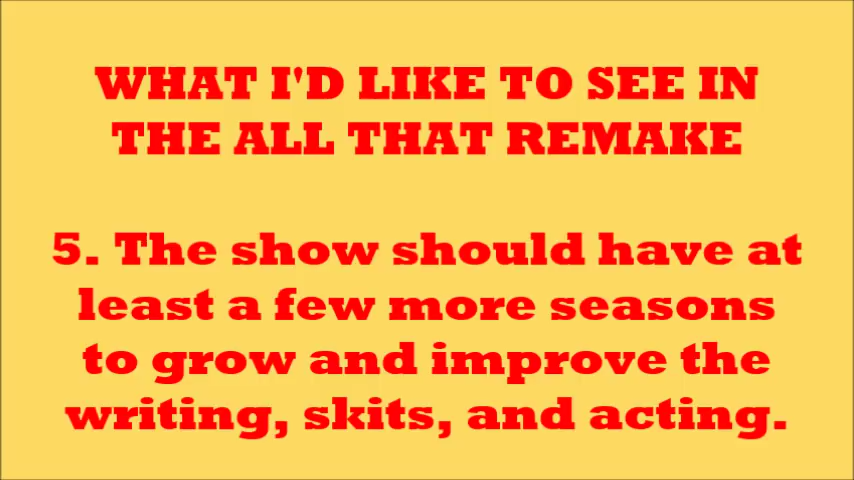 WHAT I'D LIKE TO SEE IN
THE ALL THAT REMAKE
5. The show should have at
least a few more seasons
to grow and improve the
writing, skits, and acting.